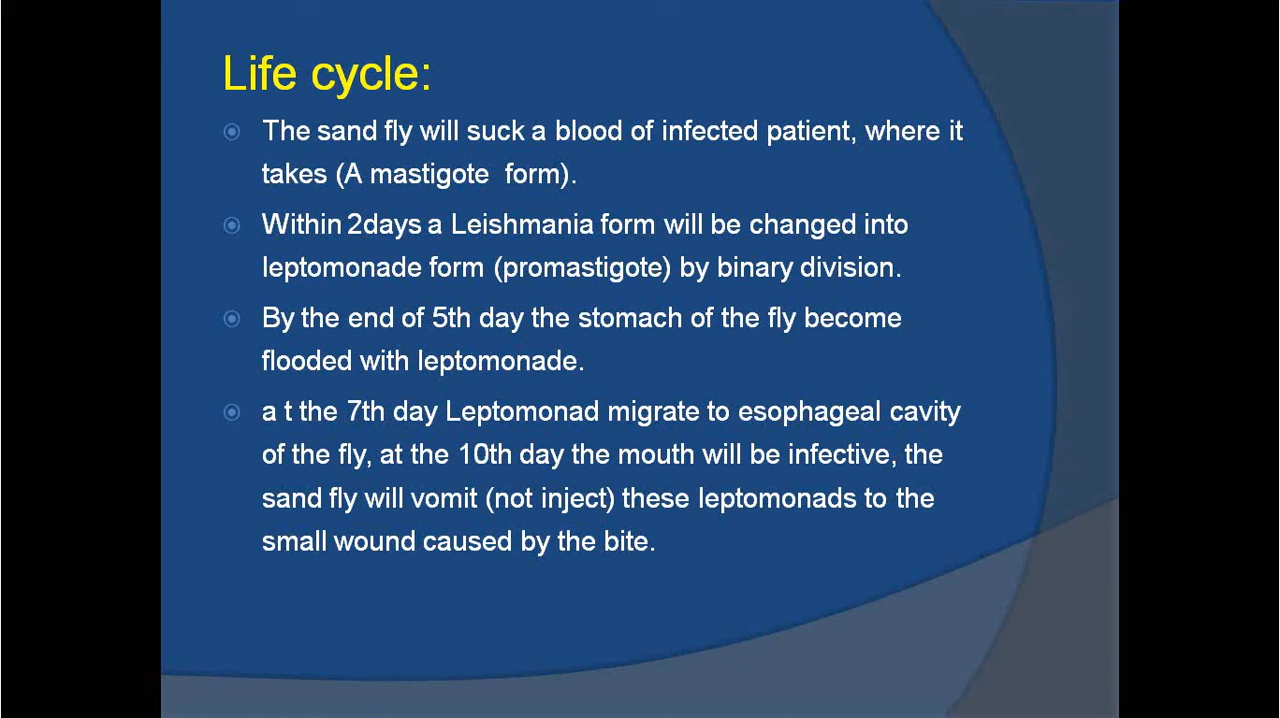 Life cycle:
The sand fly will suck a blood of infected patient, where it
takes (A mastigote form).
Within 2days a Leishmania form will be changed into
leptomonade form (promastigote) by binary division.
By the end of 5th day the stomach of the fly become
flooded with leptomonade.
a t the 7th day Leptomonad migrate to esophageal cavity
of the fly, at the 10th day the mouth will be infective, the
sand fly will vomit (not inject) these leptomonads to the
small wound caused by the bite.